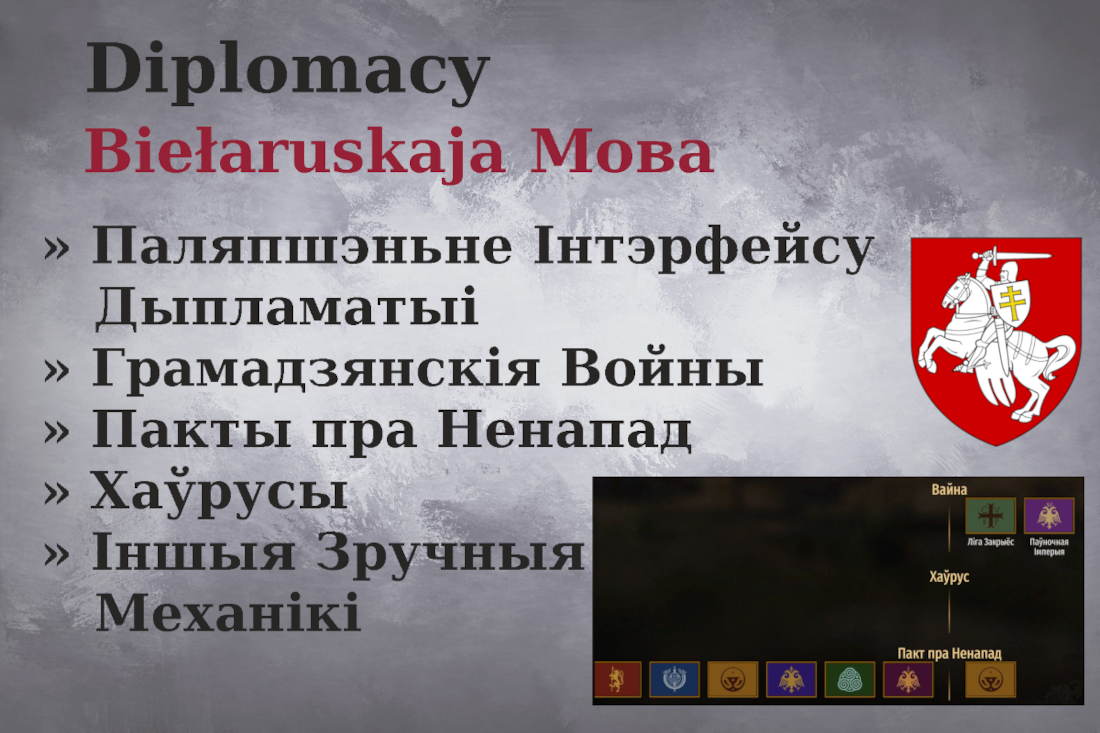 Diplomacy
Biełaruskaja Мова
» Паляпшэньне Інтэрфейсу
Дыпламатыі
» Грамадзянскія Войны
» Пакты пра Ненапад
» Хаўрусы
» Іншыя Зручныя
Механікі
Вайна
Ліга Закрыёс
Паўночная
Імперыя
Хаўрус
Пакт пра Ненапад